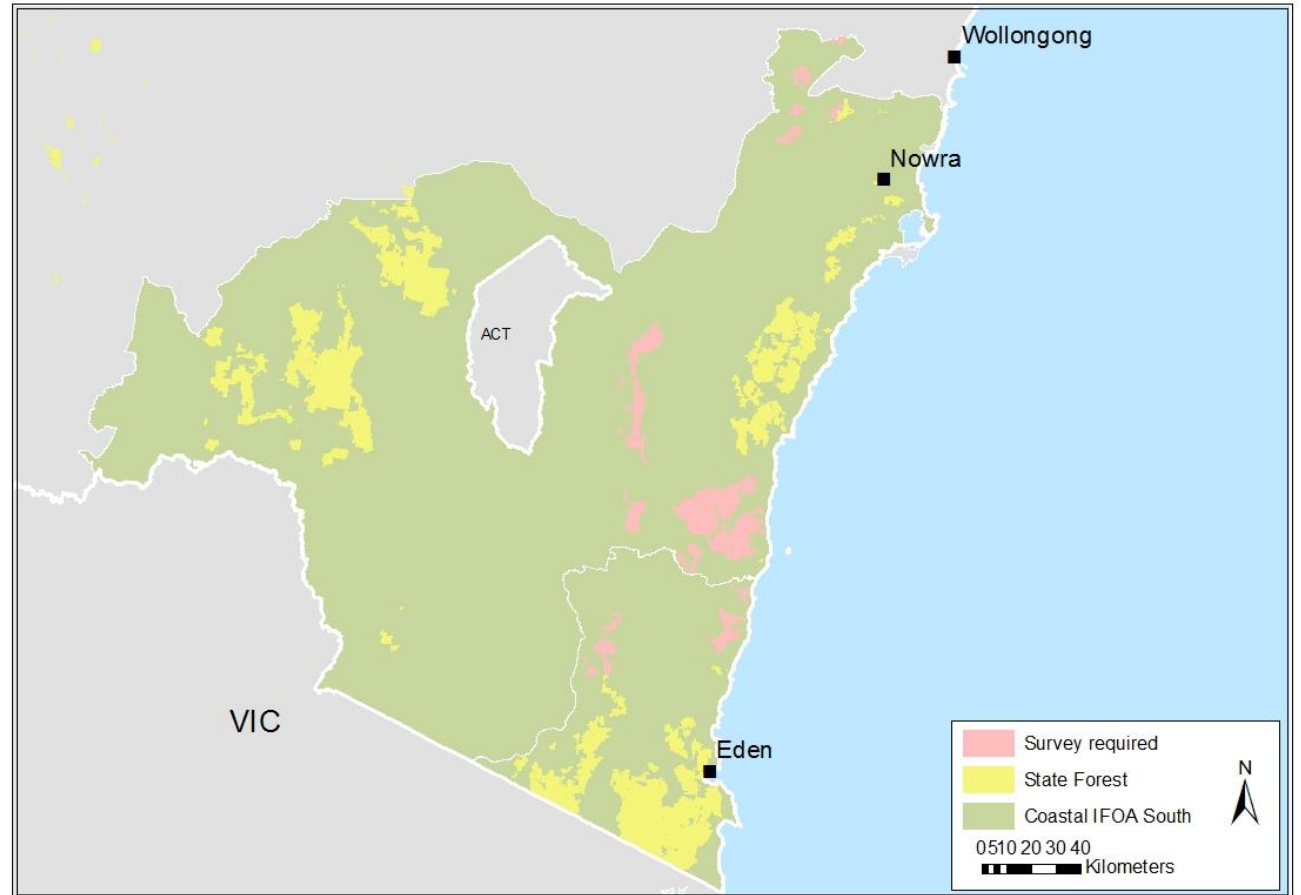 Wollongong
Nowra
ACT
VIC
Eden
Survey required
State Forest
Coastal IFOA South
N
0510 20 30 40
Kilometers